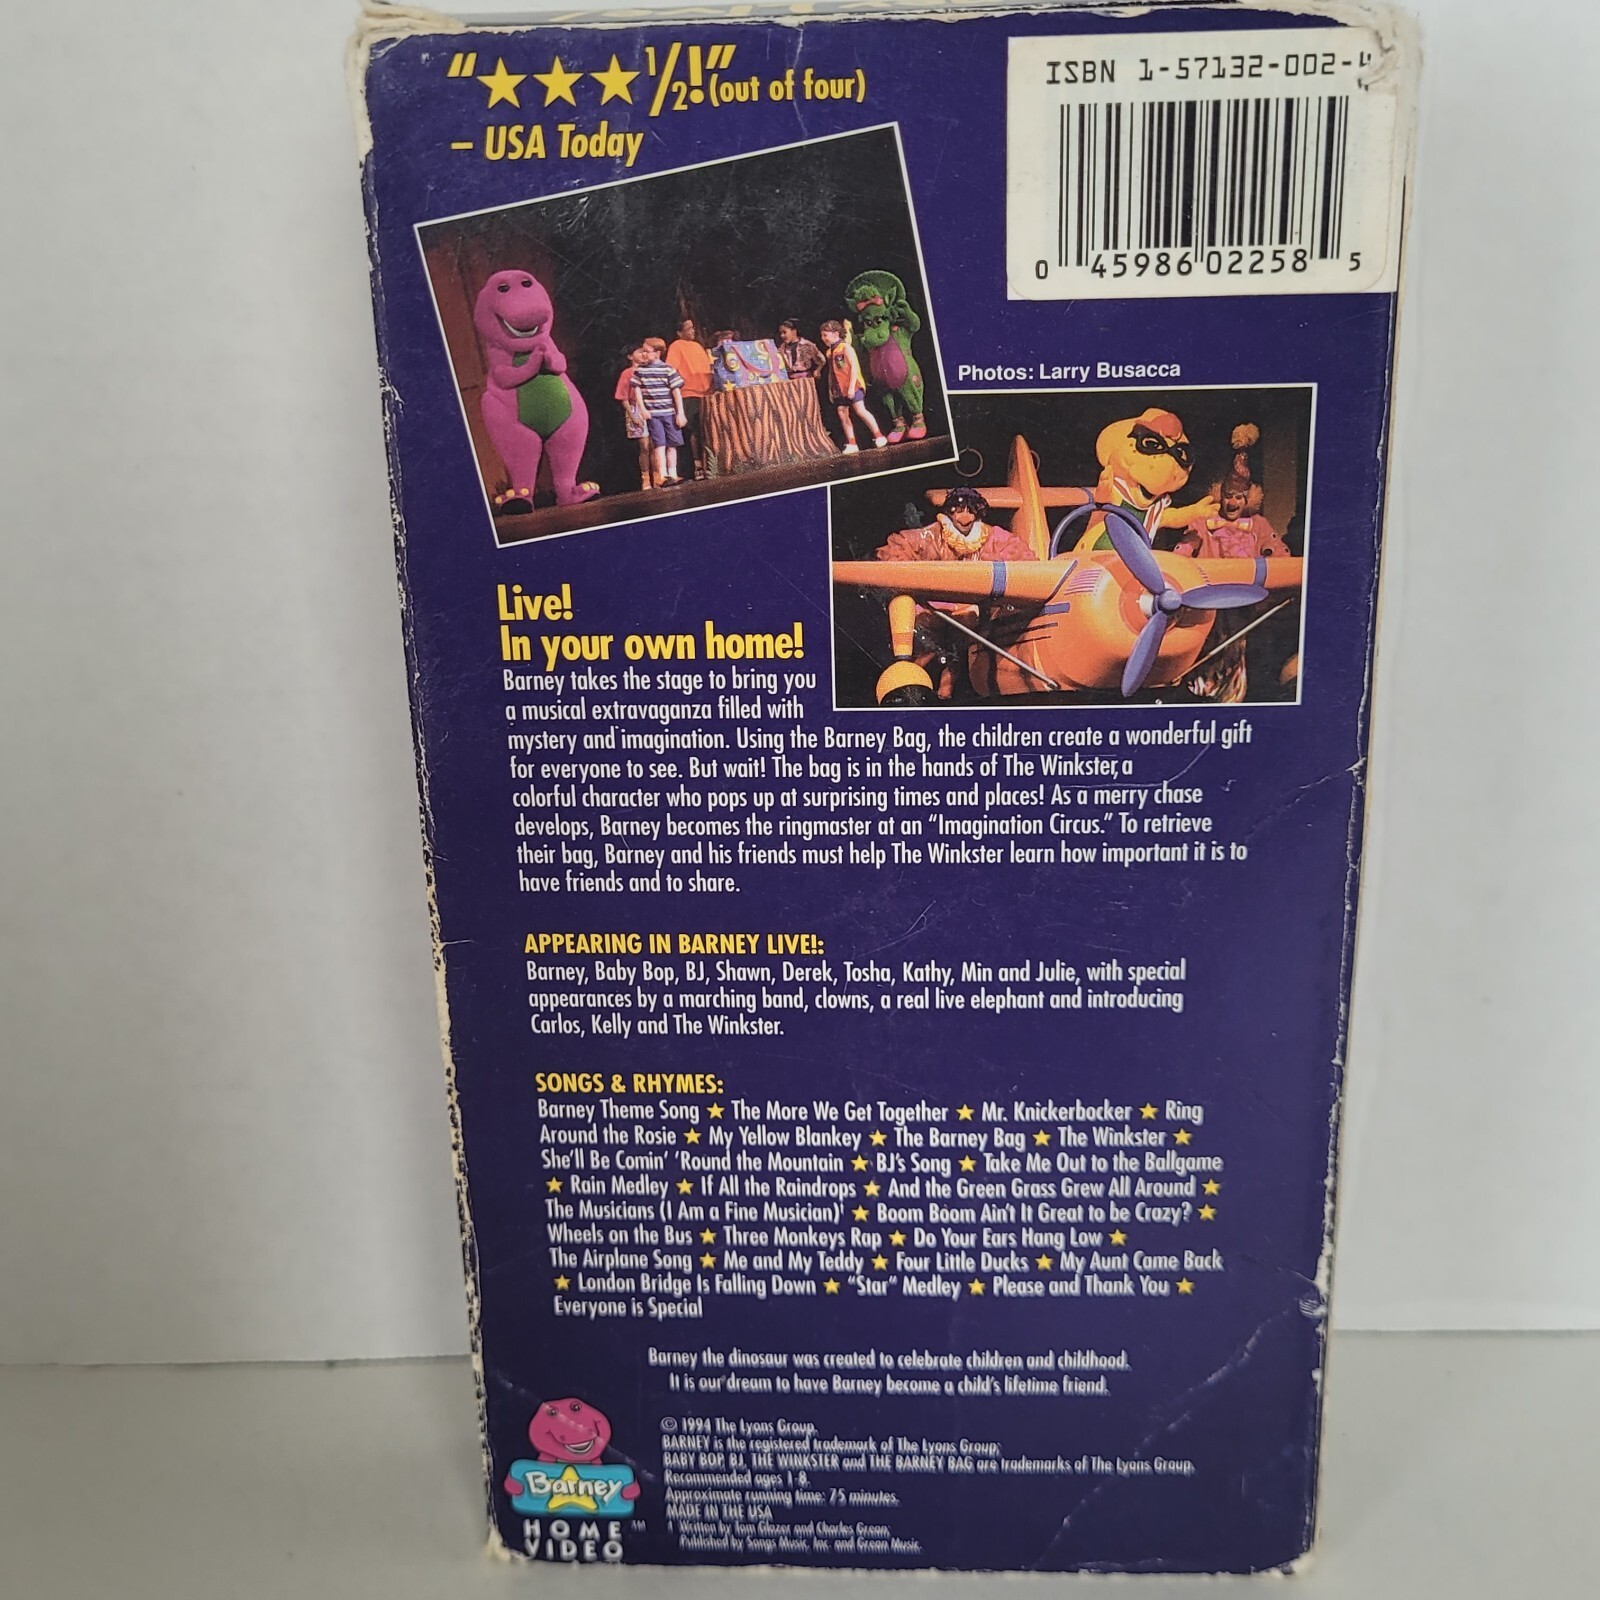 "★★★½!" (out of four)
– USA Today
ISBN 1-57132-002-4
0 45986 02258 5
Photos: Larry Busacca
Live!
In your own home!
Barney takes the stage to bring you
a musical extravaganza filled with
mystery and imagination. Using the Barney Bag, the children create a wonderful gift
for everyone to see. But wait! The bag is in the hands of The Winkster, a
colorful character who pops up at surprising times and places! As a merry chase
develops, Barney becomes the ringmaster at an "Imagination Circus." To retrieve
their bag, Barney and his friends must help The Winkster learn how important it is to
have friends and to share.
APPEARING IN BARNEY LIVE!:
Barney, Baby Bop, BJ, Shawn, Derek, Tosha, Kathy, Min and Julie, with special
appearances by a marching band, clowns, a real live elephant and introducing
Carlos, Kelly and The Winkster.
SONGS & RHYMES:
Barney Theme Song ★ The More We Get Together ★ Mr. Knickerbocker ★ Ring
Around the Rosie ★ My Yellow Blankey ★ The Barney Bag ★ The Winkster ★
She'll Be Comin' 'Round the Mountain ★ BJ's Song ★ Take Me Out to the Ballgame
★ Rain Medley ★ If All the Raindrops ★ And the Green Grass Grew All Around ★
The Musicians (I Am a Fine Musician)¹ ★ Boom Boom Ain't It Great to be Crazy? ★
Wheels on the Bus ★ Three Monkeys Rap ★ Do Your Ears Hang Low ★
The Airplane Song ★ Me and My Teddy ★ Four Little Ducks ★ My Aunt Came Back
★ London Bridge Is Falling Down ★ "Star" Medley ★ Please and Thank You ★
Everyone is Special
Barney the dinosaur was created to celebrate children and childhood.
It is our dream to have Barney become a child's lifetime friend.
© 1994 The Lyons Group.
BARNEY is the registered trademark of The Lyons Group;
BABY BOP, BJ, THE WINKSTER and THE BARNEY BAG are trademarks of The Lyons Group.
Recommended ages 1-8.
Approximate running time: 75 minutes.
MADE IN THE USA
1 Written by Tom Glazer and Charles Grean;
Published by Songs Music, Inc. and Grean Music.
Barney
HOME
VIDEO™